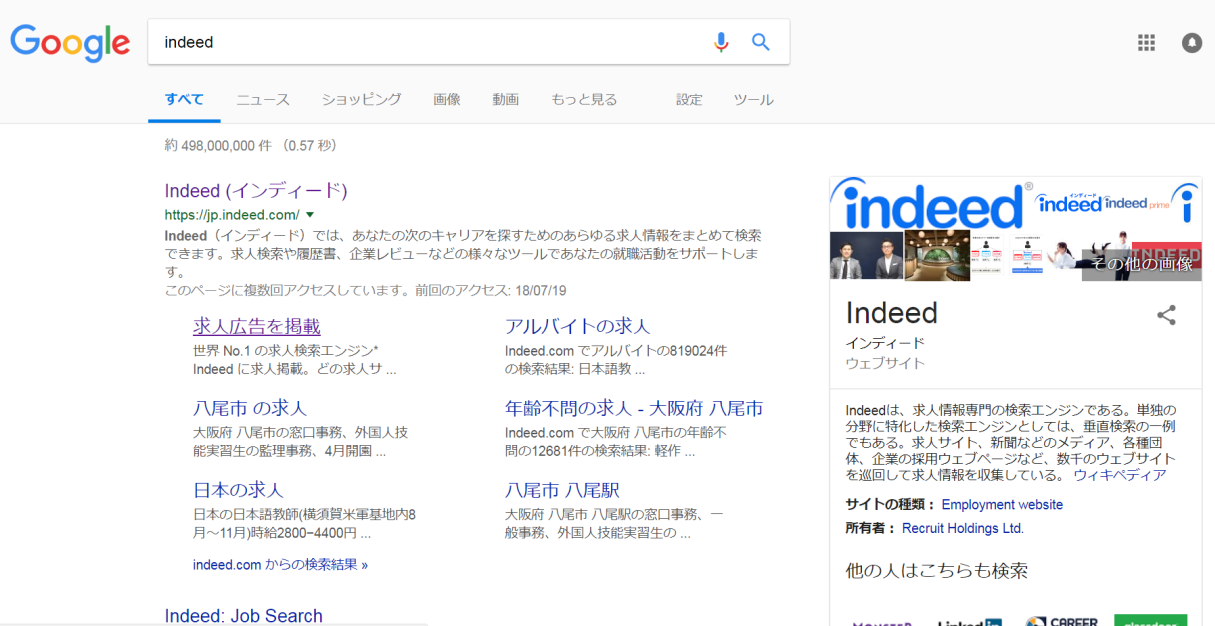 Google
indeed
すべて ニュース ショッピング 画像 動画 もっと見る 設定 ツール
約 498,000,000 件 (0.57 秒)
Indeed (インディード)
https://jp.indeed.com/ ▼
Indeed（インディード）では、あなたの次のキャリアを探すためのあらゆる求人情報をまとめて検索
できます。求人検索や履歴書、企業レビューなどの様々なツールであなたの就職活動をサポートしま
す。
このページに複数回アクセスしています。前回のアクセス: 18/07/19
求人広告を掲載
世界 No.1 の求人検索エンジン*
Indeed に求人掲載。どの求人サ ...
アルバイトの求人
Indeed.com でアルバイトの819024件
の検索結果: 日本語教 ...
八尾市 の求人
大阪府 八尾市の窓口事務、外国人技
能実習生の監理事務、4月開園 ...
年齢不問の求人 - 大阪府 八尾市
Indeed.com で大阪府 八尾市の年齢不
問の12681件の検索結果: 軽作 ...
日本の求人
日本の日本語教師(横須賀米軍基地内8
月～11月)時給2800−4400円 ...
八尾市 八尾駅
大阪府 八尾市 八尾駅の窓口事務、一
般事務、外国人技能実習生の ...
indeed.com からの検索結果 »
Indeed: Job Search
indeed®
インディード
indeed
indeed prime
i
INDEED
その他の画像
Indeed
インディード
ウェブサイト
Indeedは、求人情報専門の検索エンジンである。単独の
分野に特化した検索エンジンとしては、垂直検索の一例
でもある。求人サイト、新聞などのメディア、各種団
体、企業の採用ウェブページなど、数千のウェブサイト
を巡回して求人情報を収集している。 ウィキペディア
サイトの種類： Employment website
所有者： Recruit Holdings Ltd.
他の人はこちらも検索
MONSTER LinkedIn CAREER glassdoor